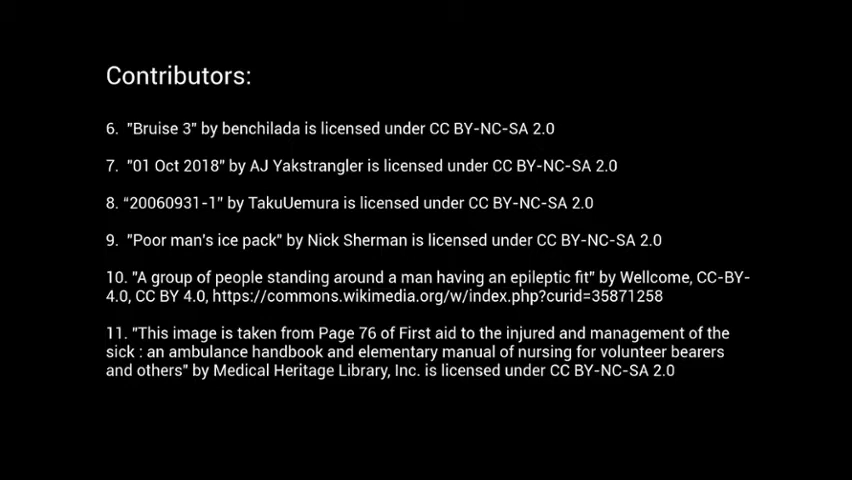 Contributors:
6.  "Bruise 3" by benchilada is licensed under CC BY-NC-SA 2.0
7.  "01 Oct 2018" by AJ Yakstrangler is licensed under CC BY-NC-SA 2.0
8. “20060931-1” by TakuUemura is licensed under CC BY-NC-SA 2.0
9.  "Poor man's ice pack" by Nick Sherman is licensed under CC BY-NC-SA 2.0
10. "A group of people standing around a man having an epileptic fit" by Wellcome, CC-BY-
4.0, CC BY 4.0, https://commons.wikimedia.org/w/index.php?curid=35871258
11. "This image is taken from Page 76 of First aid to the injured and management of the
sick : an ambulance handbook and elementary manual of nursing for volunteer bearers
and others" by Medical Heritage Library, Inc. is licensed under CC BY-NC-SA 2.0